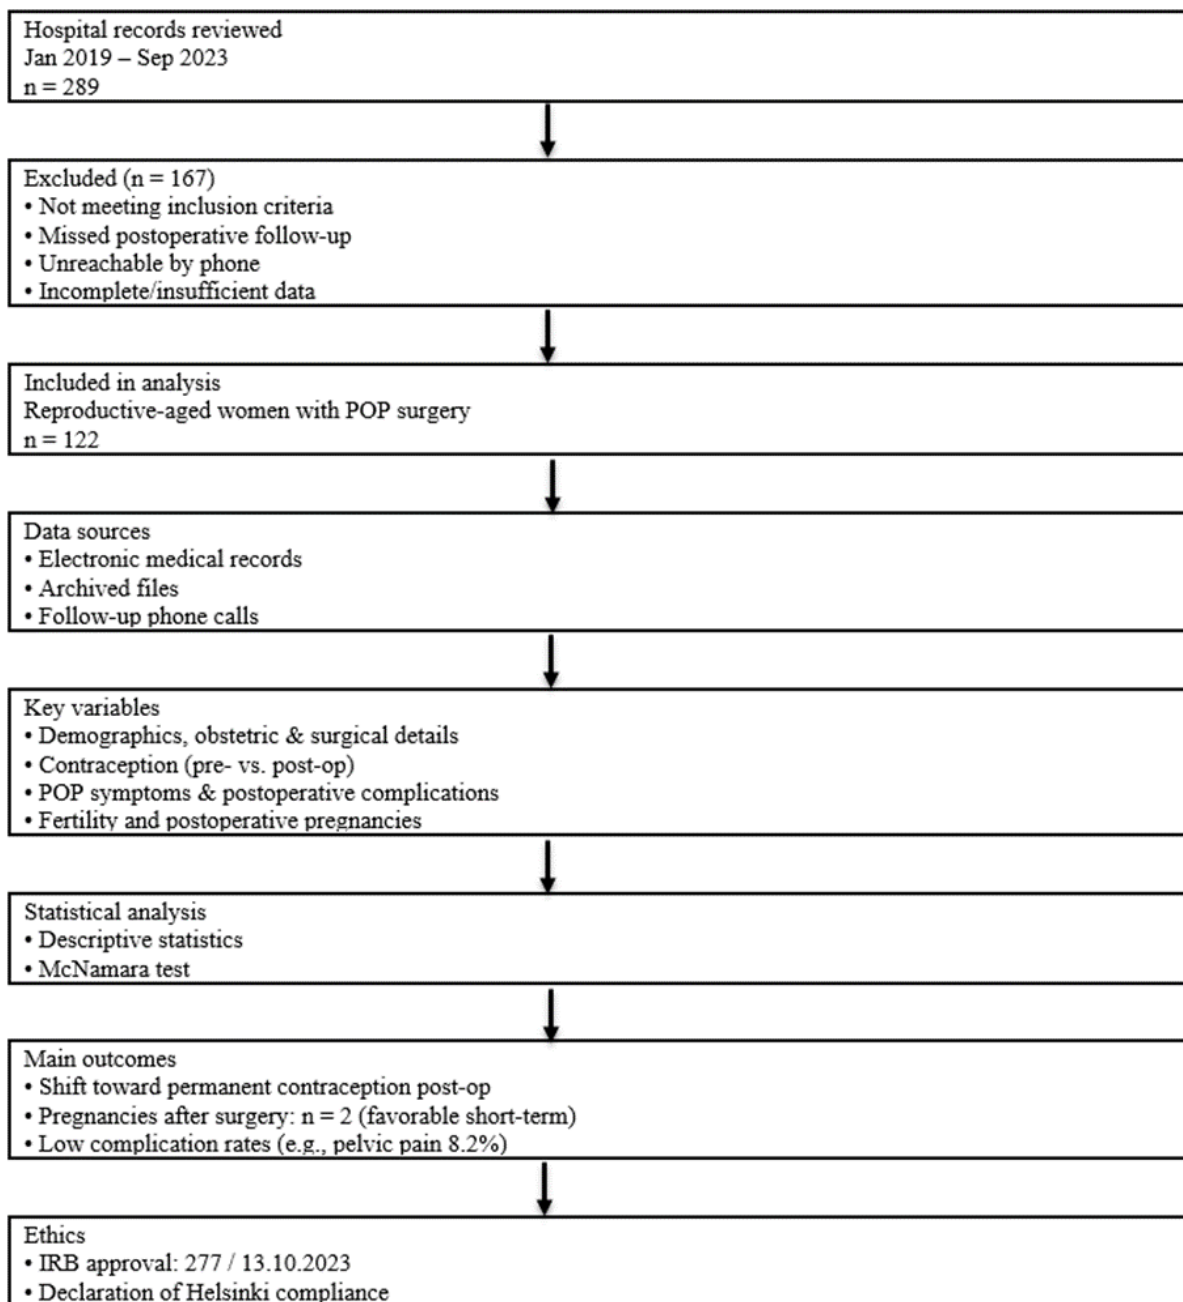 Hospital records reviewed
Jan 2019 – Sep 2023
n = 289
Excluded (n = 167)
• Not meeting inclusion criteria
• Missed postoperative follow-up
• Unreachable by phone
• Incomplete/insufficient data
Included in analysis
Reproductive-aged women with POP surgery
n = 122
Data sources
• Electronic medical records
• Archived files
• Follow-up phone calls
Key variables
• Demographics, obstetric & surgical details
• Contraception (pre- vs. post-op)
• POP symptoms & postoperative complications
• Fertility and postoperative pregnancies
Statistical analysis
• Descriptive statistics
• McNamara test
Main outcomes
• Shift toward permanent contraception post-op
• Pregnancies after surgery: n = 2 (favorable short-term)
• Low complication rates (e.g., pelvic pain 8.2%)
Ethics
• IRB approval: 277 / 13.10.2023
• Declaration of Helsinki compliance